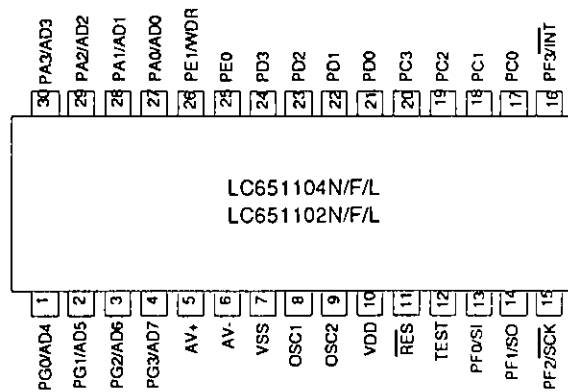 PA3/AD3
PA2/AD2
PA1/AD1
PA0/AD0
PE1/WDR
PE0
PD3
PD2
PD1
PD0
PC3
PC2
PC1
PC0
PF3/INT
30
29
28
27
26
25
24
23
22
21
20
19
18
17
16
LC651104N/F/L
LC651102N/F/L
1
2
3
4
5
6
7
8
9
10
11
12
13
14
15
PG0/AD4
PG1/AD5
PG2/AD6
PG3/AD7
AV+
AV-
VSS
OSC1
OSC2
VDD
RES
TEST
PF0/SI
PF1/SO
PF2/SCK